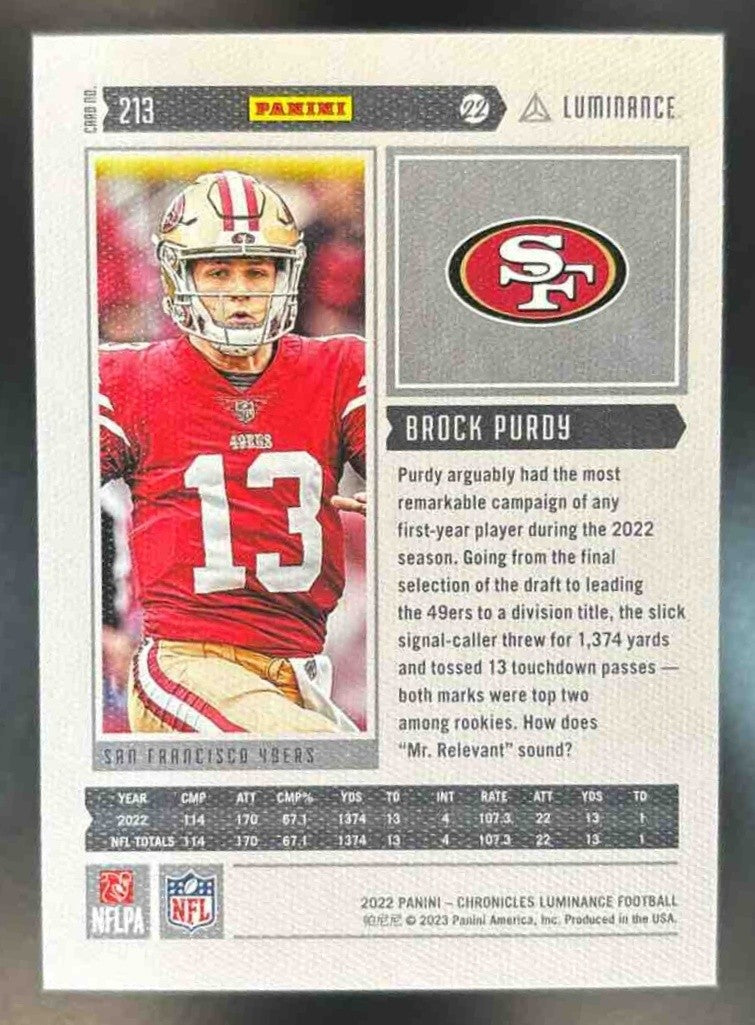 CARD NO. 213 PANINI 22 LUMINANCE
SF
49ERS
13
SAN FRANCISCO 49ERS
BROCK PURDY
Purdy arguably had the most
remarkable campaign of any
first-year player during the 2022
season. Going from the final
selection of the draft to leading
the 49ers to a division title, the slick
signal-caller threw for 1,374 yards
and tossed 13 touchdown passes —
both marks were top two
among rookies. How does
“Mr. Relevant” sound?
YEAR CMP ATT CMP% YDS TD INT RATE ATT YDS TD
2022 114 170 67.1 1374 13 4 107.3 22 13 1
NFL TOTALS 114 170 67.1 1374 13 4 107.3 22 13 1
NFLPA NFL
2022 PANINI – CHRONICLES LUMINANCE FOOTBALL
帕尼尼 © 2023 Panini America, Inc. Produced in the USA.